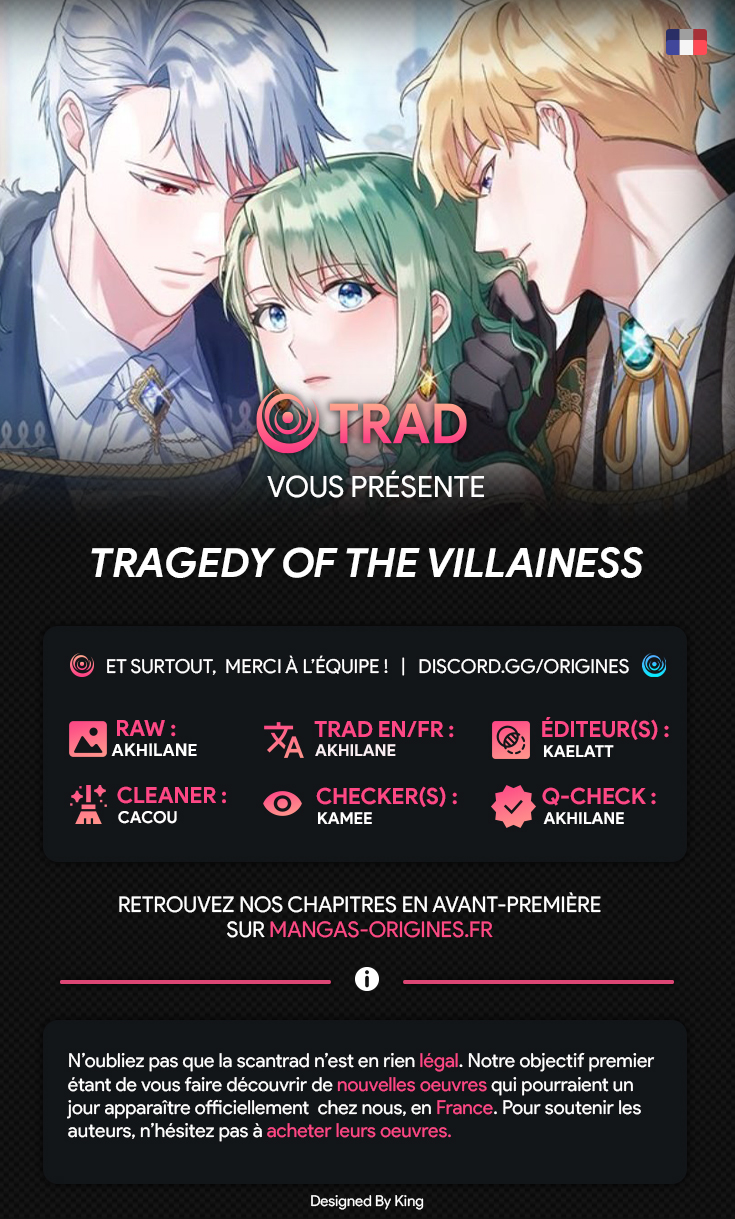 TRAD
VOUS PRÉSENTE
TRAGEDY OF THE VILLAINESS
ET SURTOUT, MERCI À L'ÉQUIPE ! | DISCORD.GG/ORIGINES
RAW :
AKHILANE
TRAD EN/FR :
AKHILANE
ÉDITEUR(S) :
KAELATT
CLEANER :
CACOU
CHECKER(S) :
KAMEE
Q-CHECK :
AKHILANE
RETROUVEZ NOS CHAPITRES EN AVANT-PREMIÈRE
SUR MANGAS-ORIGINES.FR
N'oubliez pas que la scantrad n'est en rien légal. Notre objectif premier
étant de vous faire découvrir de nouvelles oeuvres qui pourraient un
jour apparaître officiellement chez nous, en France. Pour soutenir les
auteurs, n'hésitez pas à acheter leurs oeuvres.
Designed By King